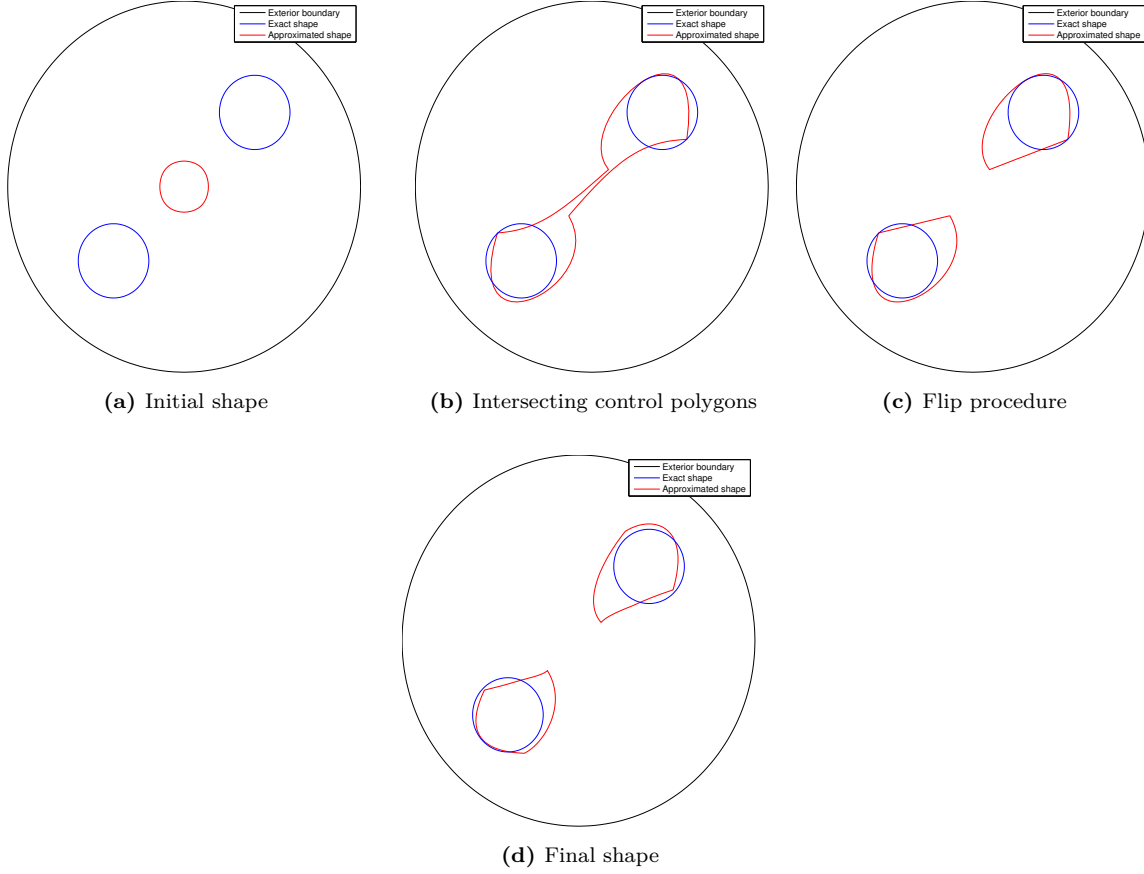 Exterior boundary
Exact shape
Approximated shape
Exterior boundary
Exact shape
Approximated shape
Exterior boundary
Exact shape
Approximated shape
(a) Initial shape
(b) Intersecting control polygons
(c) Flip procedure
Exterior boundary
Exact shape
Approximated shape
(d) Final shape